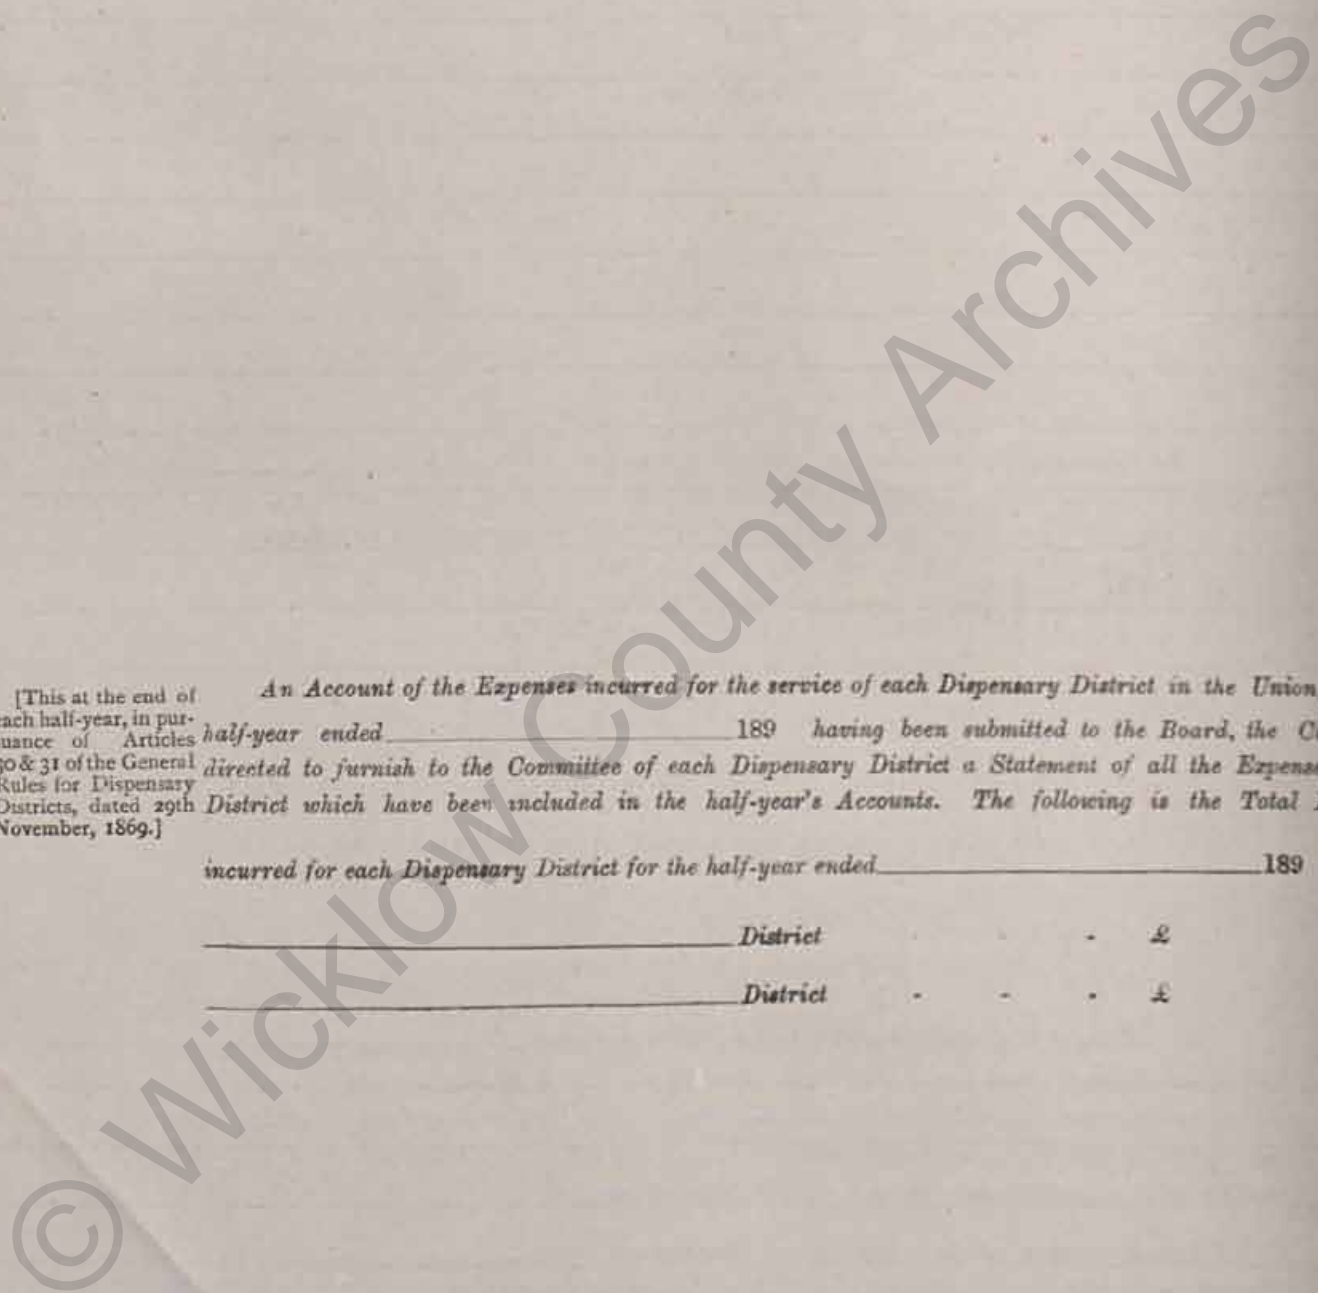 [This at the end of
ach half-year, in pur-
uance of Articles
30 & 31 of the General
Rules for Dispensary
Districts, dated 29th
November, 1869.]
An Account of the Expenses incurred for the service of each Dispensary District in the Union
half-year ended 189 having been submitted to the Board, the C
directed to furnish to the Committee of each Dispensary District a Statement of all the Expense
District which have been included in the half-year's Accounts. The following is the Total
incurred for each Dispensary District for the half-year ended 189
District - - - £
District - - - £
© Wicklow County Archives